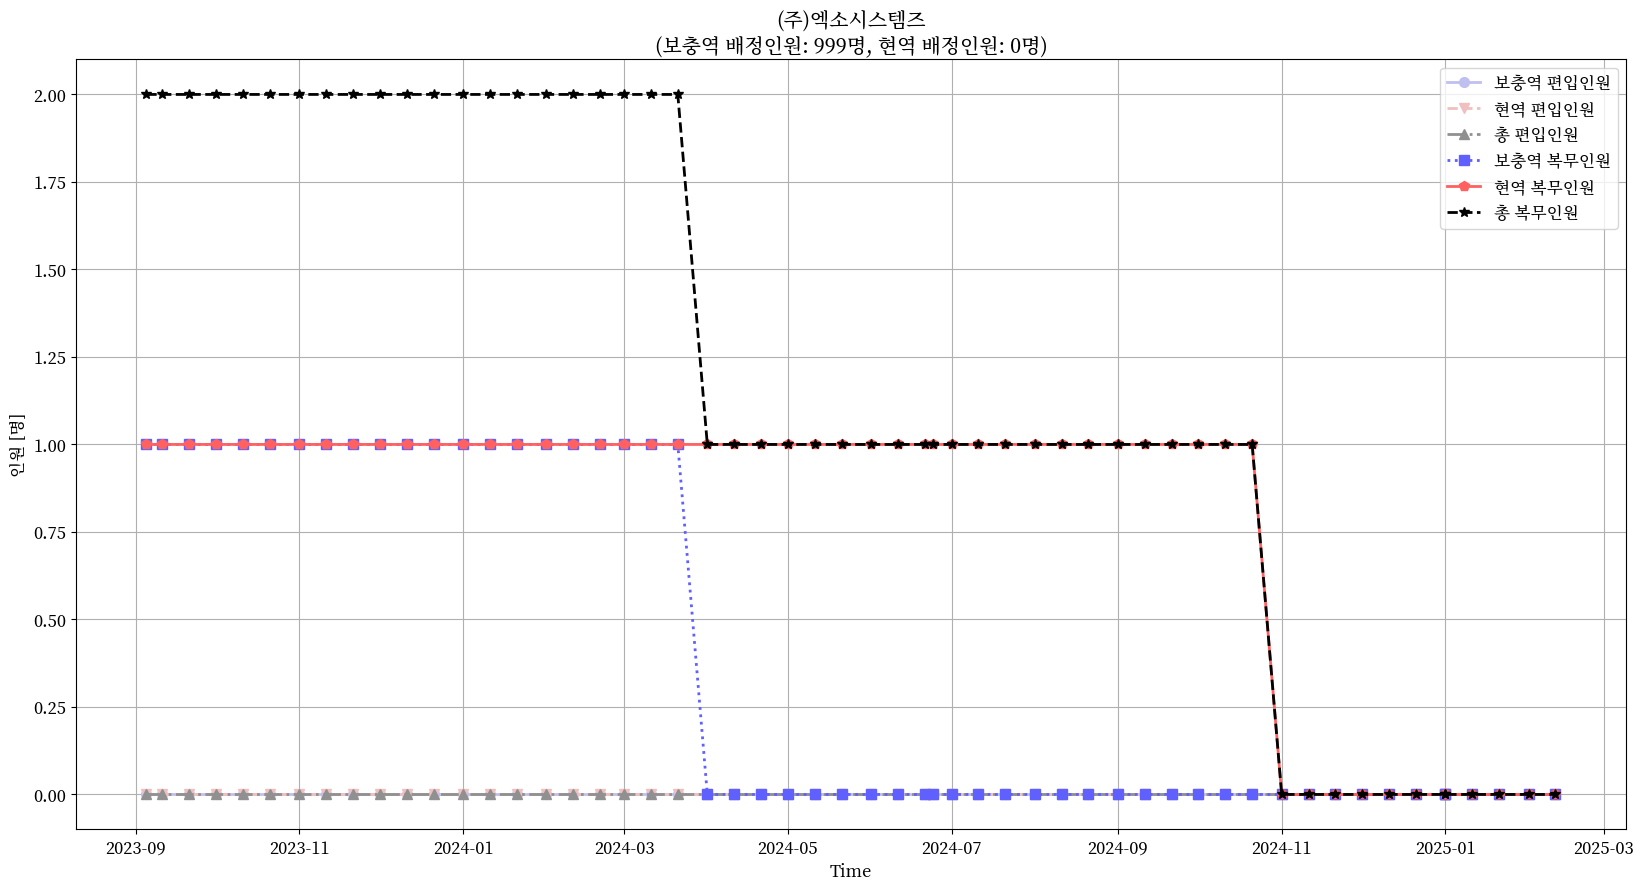 (주)엑소시스템즈
(보충역 배정인원: 999명, 현역 배정인원: 0명)
보충역 편입인원
현역 편입인원
총 편입인원
보충역 복무인원
현역 복무인원
총 복무인원
인원 [명]
2.00
1.75
1.50
1.25
1.00
0.75
0.50
0.25
0.00
2023-09 2023-11 2024-01 2024-03 2024-05 2024-07 2024-09 2024-11 2025-01 2025-03
Time